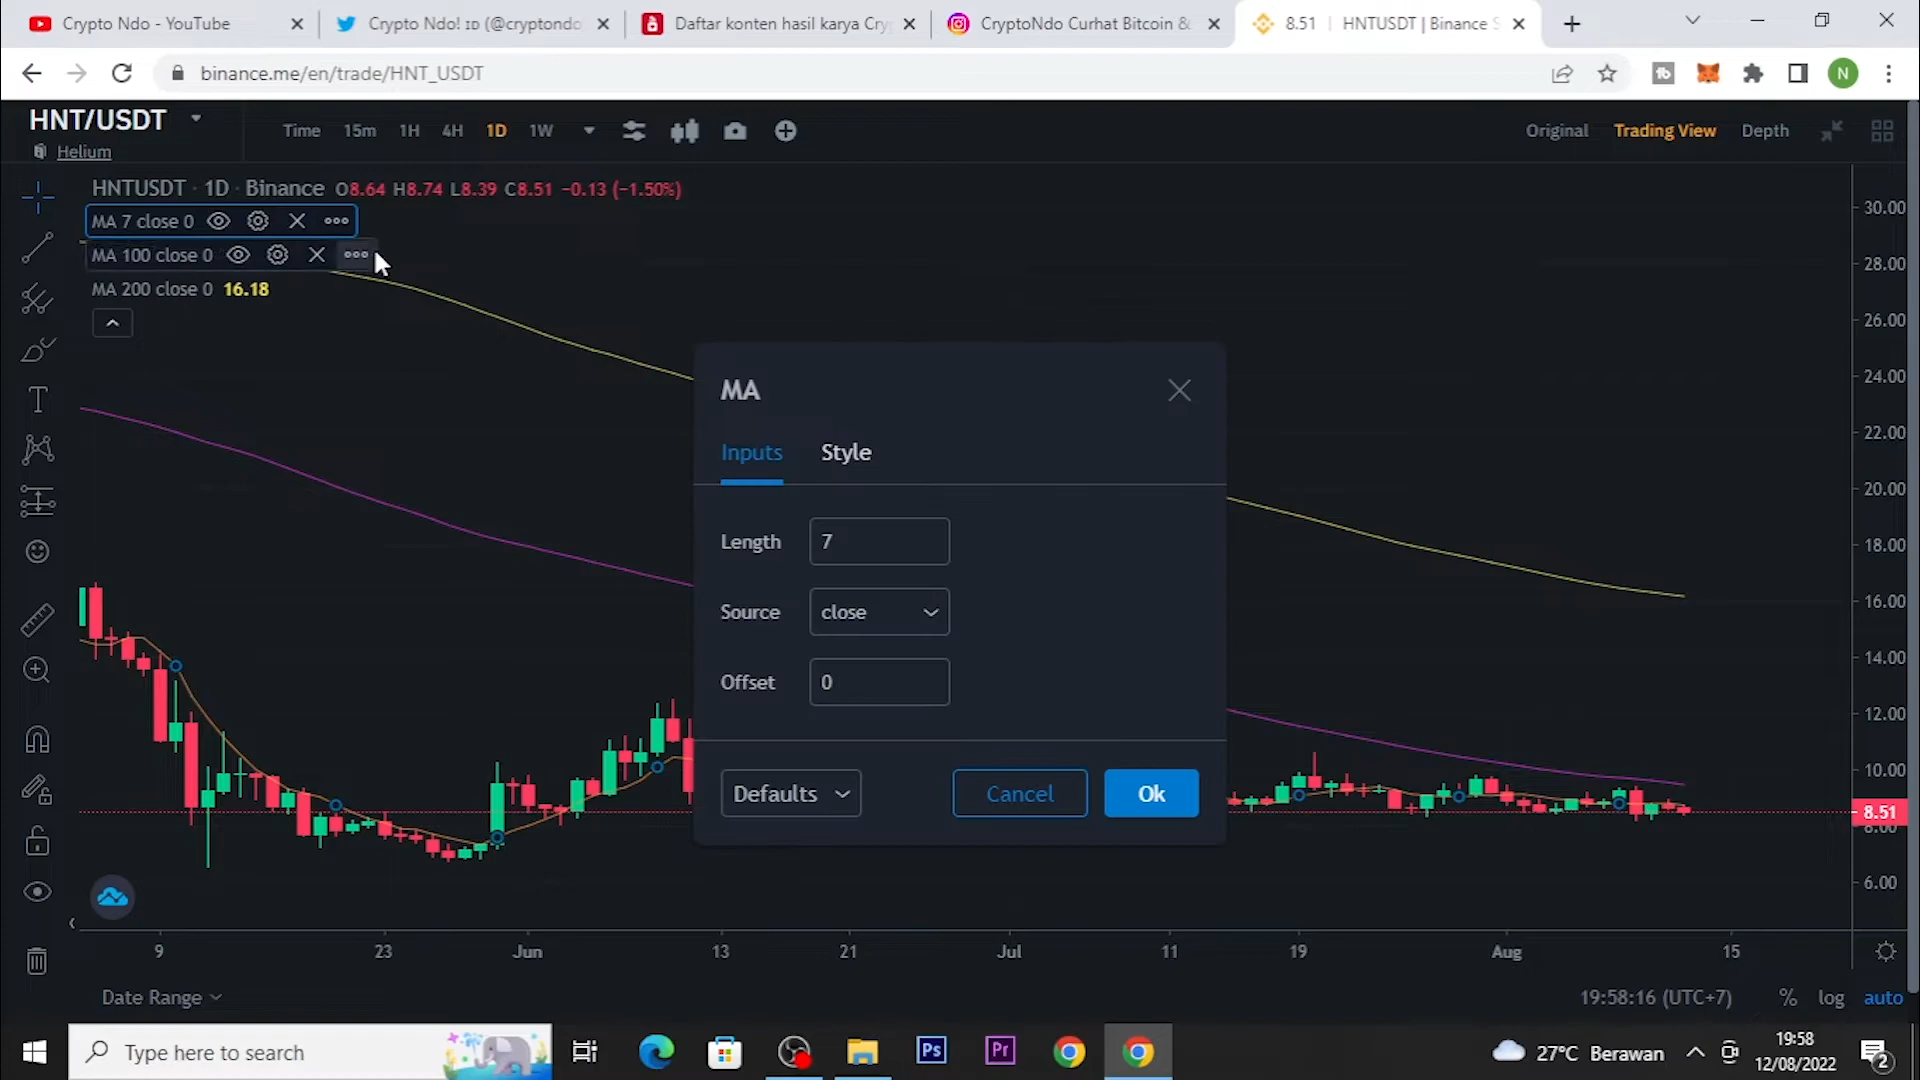 Crypto Ndo - YouTube
Crypto Ndo! ɪᴅ (@cryptondo
Daftar konten hasil karya Cry
CryptoNdo Curhat Bitcoin &
8.51 | HNTUSDT | Binance S
binance.me/en/trade/HNT_USDT
N
HNT/USDT
Helium
Time 15m 1H 4H 1D 1W
Original Trading View Depth
HNTUSDT · 1D · Binance O8.64 H8.74 L8.39 C8.51 −0.13 (−1.50%)
MA 7 close 0
MA 100 close 0
MA 200 close 0 16.18
30.00
28.00
26.00
24.00
22.00
20.00
18.00
16.00
14.00
12.00
10.00
8.51
8.00
6.00
MA
Inputs Style
Length 7
Source close
Offset 0
Defaults Cancel Ok
9 23 Jun 13 21 Jul 11 19 Aug 15
Date Range 19:58:16 (UTC+7) % log auto
Type here to search
Ps
Pr
27°C Berawan
19:58
12/08/2022
2